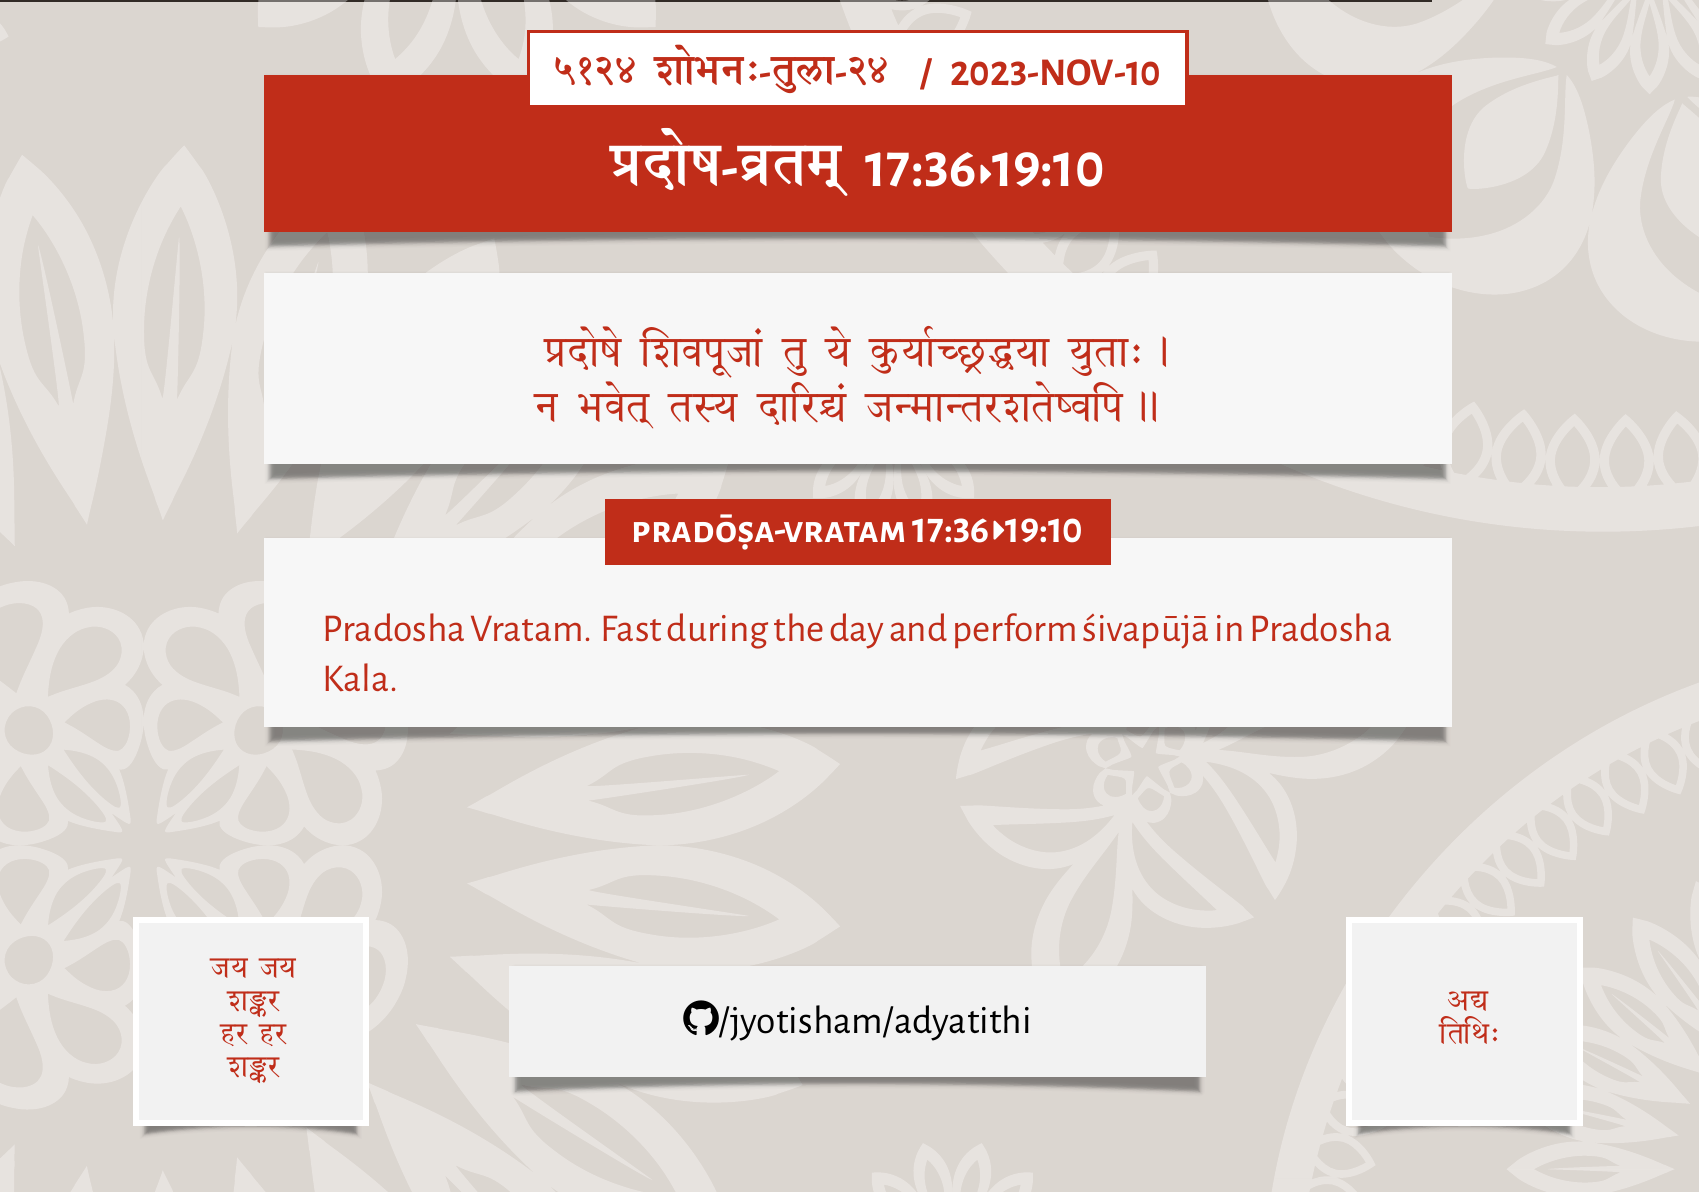 ५१२४ शोभनः-तुला-२४ / 2023-NOV-10
प्रदोष-व्रतम् 17:36▸19:10
प्रदोषे शिवपूजां तु ये कुर्याच्छ्रद्धया युताः ।
न भवेत् तस्य दारिद्र्यं जन्मान्तरशतेष्वपि ॥
PRADŌṢA-VRATAM 17:36▸19:10
Pradosha Vratam. Fast during the day and perform śivapūjā in Pradosha
Kala.
जय जय
शङ्कर
हर हर
शङ्कर
/jyotisham/adyatithi
अद्य
तिथिः